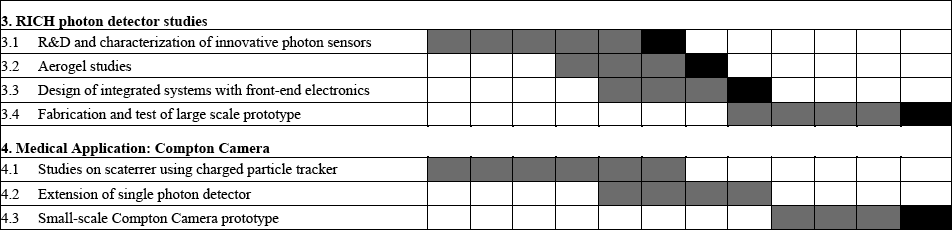 3. RICH photon detector studies
3.1 R&D and characterization of innovative photon sensors
3.2 Aerogel studies
3.3 Design of integrated systems with front-end electronics
3.4 Fabrication and test of large scale prototype
4. Medical Application: Compton Camera
4.1 Studies on scaterrer using charged particle tracker
4.2 Extension of single photon detector
4.3 Small-scale Compton Camera prototype